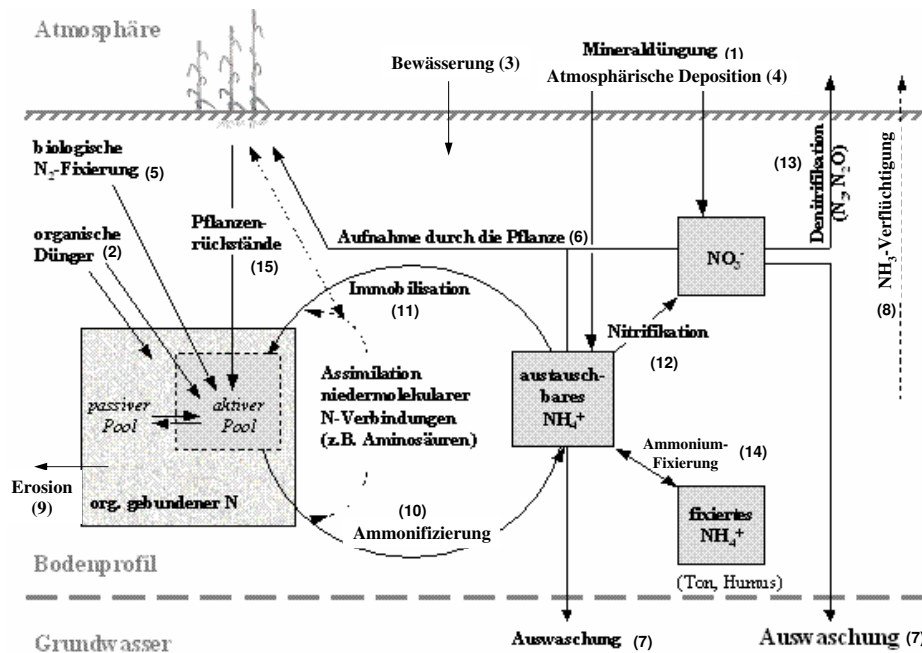 Atmosphäre
Mineraldüngung (1)
Bewässerung (3)
Atmosphärische Deposition (4)
biologische
N₂-Fixierung (5)
(13)
Denitrifikation
(N₂, N₂O)
NH₃-Verflüchtigung
(8)
organische
Dünger (2)
Pflanzen-
rückstände
(15)
Aufnahme durch die Pflanze (6)
NO₃⁻
Immobilisation
(11)
Nitrifikation
(12)
Assimilation
niedermolekularer
N-Verbindungen
(z.B. Aminosäuren)
austausch-
bares
NH₄⁺
passiver
Pool
aktiver
Pool
Ammonium-
Fixierung (14)
Erosion
(9)
org. gebundener N
(10)
Ammonifizierung
fixiertes
NH₄⁺
(Ton, Humus)
Bodenprofil
Grundwasser
Auswaschung (7)
Auswaschung (7)